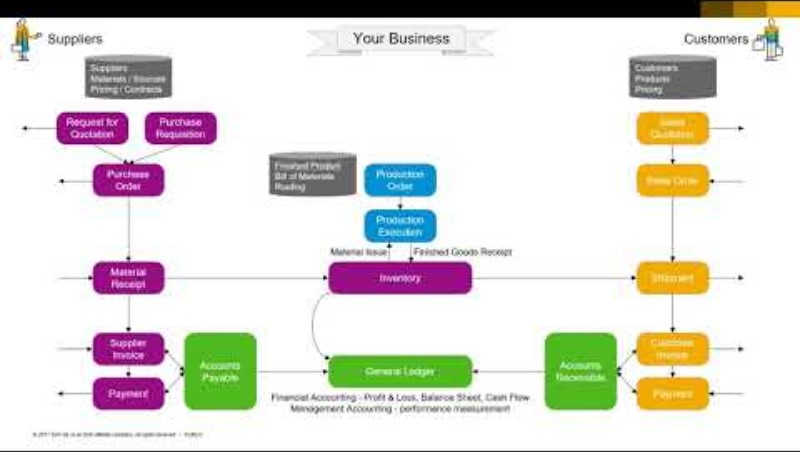 Suppliers
Your Business
Customers
Suppliers
Materials / Sources
Pricing / Contracts
Customers
Products
Pricing
Request for
Quotation
Purchase
Requisition
Sales
Quotation
Purchase
Order
Finished Product
Bill of Materials
Routing
Production
Order
Sales Order
Production
Execution
Material Issue
Finished Goods Receipt
Material
Receipt
Inventory
Shipment
Supplier
Invoice
Accounts
Payable
General Ledger
Accounts
Receivable
Customer
Invoice
Payment
Payment
Financial Accounting - Profit & Loss, Balance Sheet, Cash Flow
Management Accounting - performance measurement